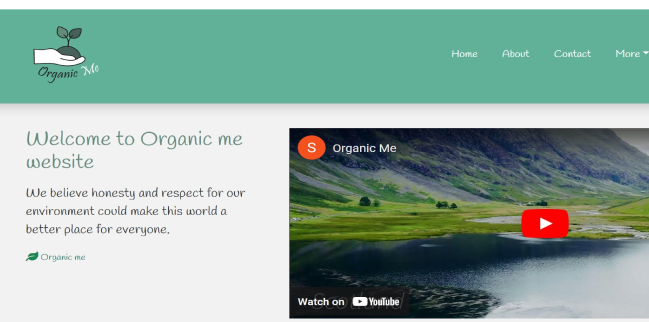 Organic Me
Home About Contact More
Welcome to Organic me
website
We believe honesty and respect for our
environment could make this world a
better place for everyone.
Organic me
S Organic Me
Watch on YouTube